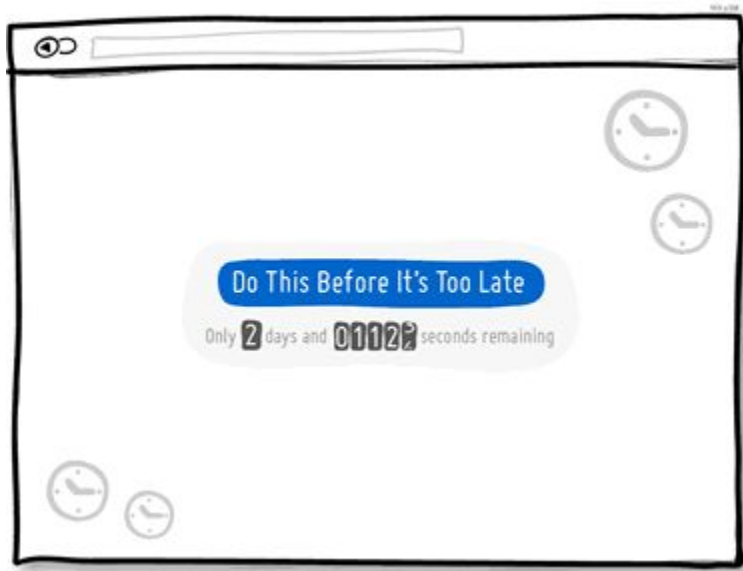 Do This Before It's Too Late
Only 2 days and 0112 seconds remaining